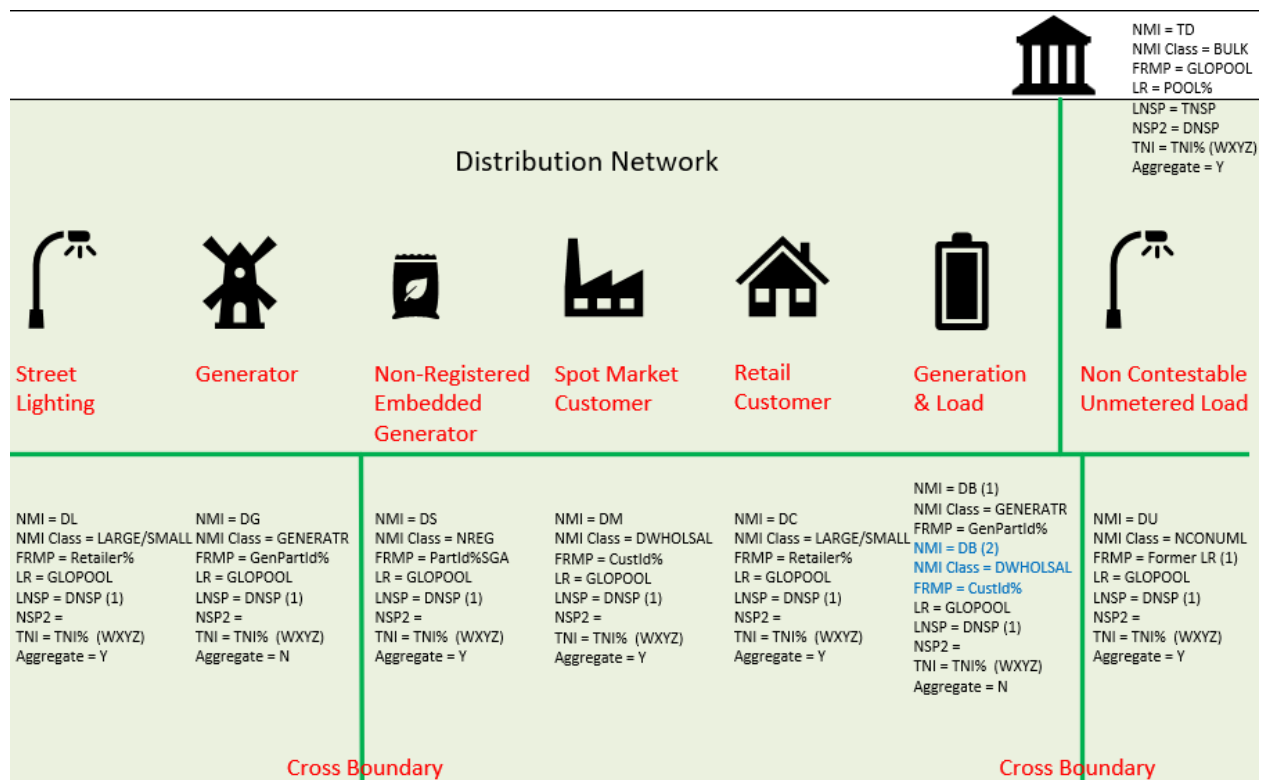 NMI = TD
NMI Class = BULK
FRMP = GLOPOOL
LR = POOL%
LNSP = TNSP
NSP2 = DNSP
TNI = TNI% (WXYZ)
Aggregate = Y
Distribution Network
Street
Lighting
Generator
Non-Registered
Embedded
Generator
Spot Market
Customer
Retail
Customer
Generation
& Load
Non Contestable
Unmetered Load
NMI = DL
NMI Class = LARGE/SMALL
FRMP = Retailer%
LR = GLOPOOL
LNSP = DNSP (1)
NSP2 =
TNI = TNI% (WXYZ)
Aggregate = Y
NMI = DG
NMI Class = GENERATR
FRMP = GenPartId%
LR = GLOPOOL
LNSP = DNSP (1)
NSP2 =
TNI = TNI% (WXYZ)
Aggregate = N
NMI = DS
NMI Class = NREG
FRMP = PartId%SGA
LR = GLOPOOL
LNSP = DNSP (1)
NSP2 =
TNI = TNI% (WXYZ)
Aggregate = Y
NMI = DM
NMI Class = DWHOLSAL
FRMP = CustId%
LR = GLOPOOL
LNSP = DNSP (1)
NSP2 =
TNI = TNI% (WXYZ)
Aggregate = Y
NMI = DC
NMI Class = LARGE/SMALL
FRMP = Retailer%
LR = GLOPOOL
LNSP = DNSP (1)
NSP2 =
TNI = TNI% (WXYZ)
Aggregate = Y
NMI = DB (1)
NMI Class = GENERATR
FRMP = GenPartId%
NMI = DB (2)
NMI Class = DWHOLSAL
FRMP = CustId%
LR = GLOPOOL
LNSP = DNSP (1)
NSP2 =
TNI = TNI% (WXYZ)
Aggregate = N
NMI = DU
NMI Class = NCONUML
FRMP = Former LR (1)
LR = GLOPOOL
LNSP = DNSP (1)
NSP2 =
TNI = TNI% (WXYZ)
Aggregate = Y
Cross Boundary
Cross Boundary